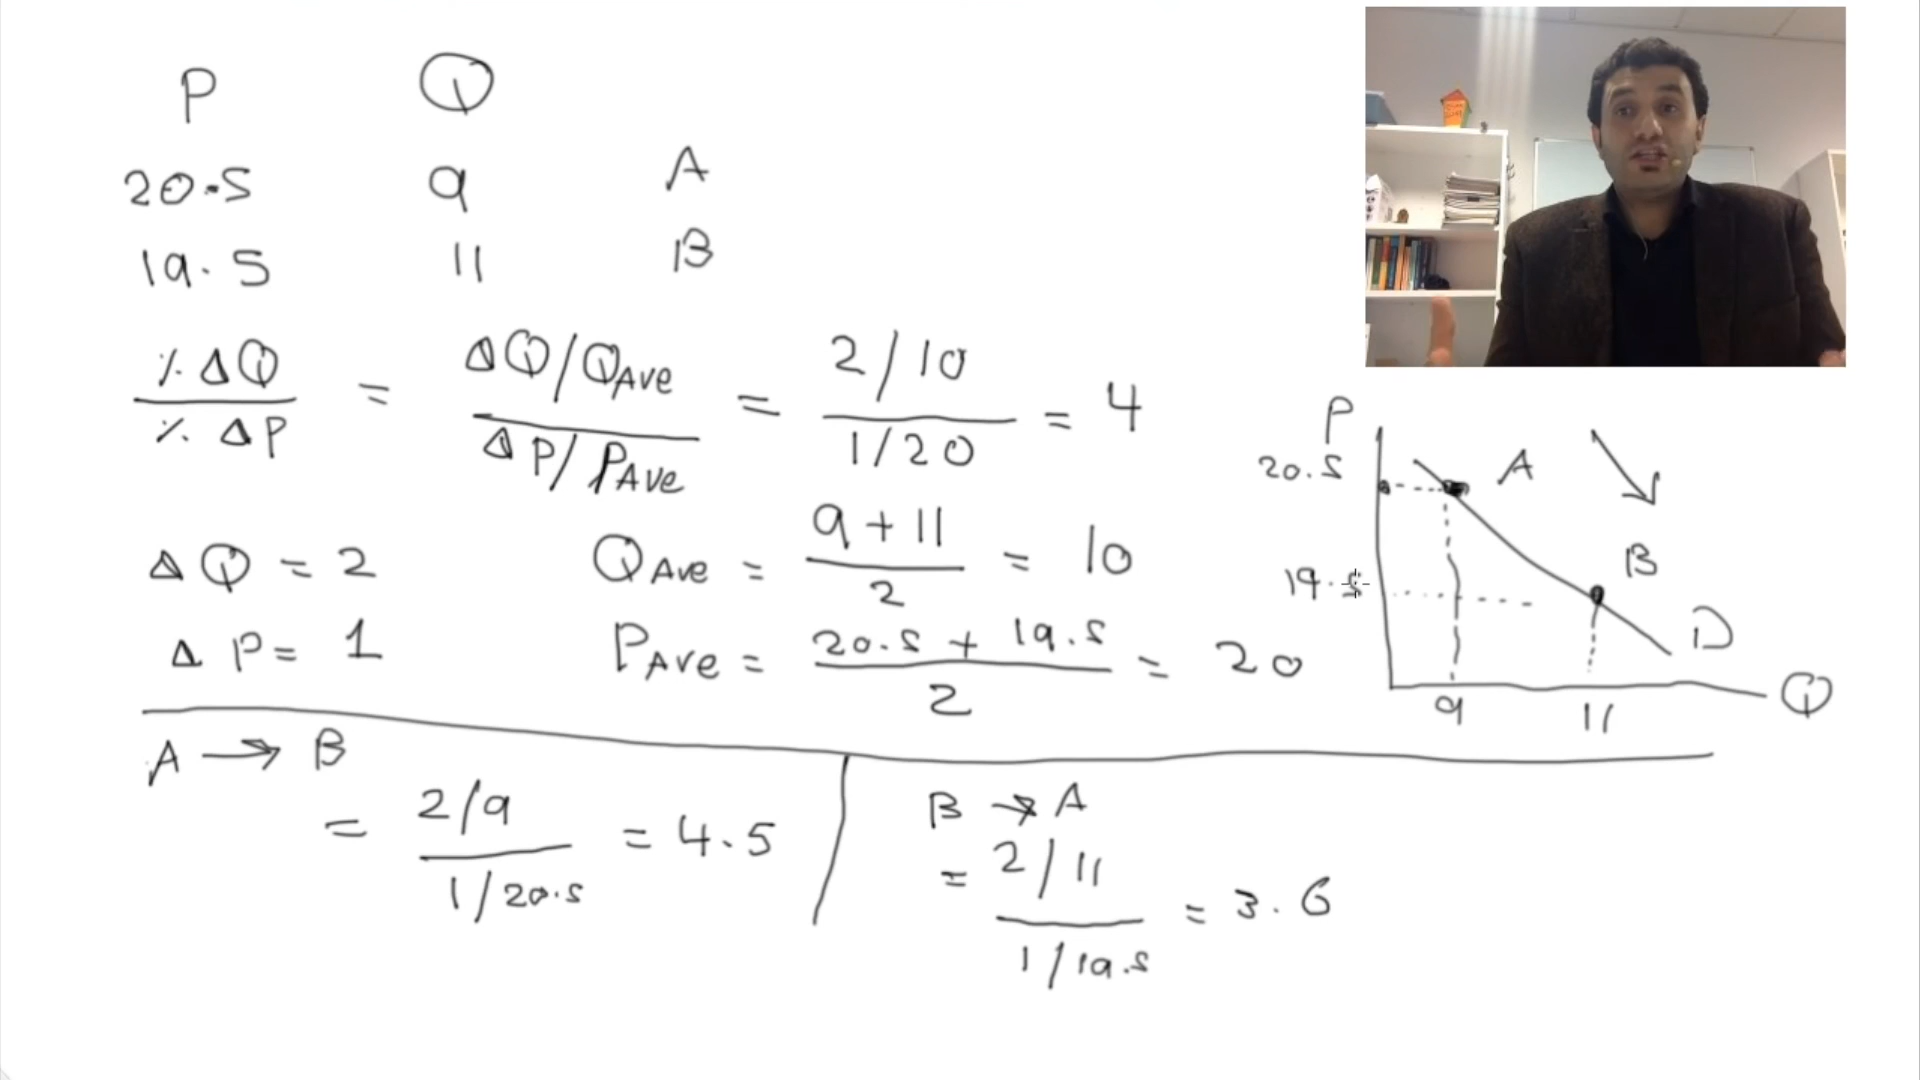 P Q
20.5 9 A
19.5 11 B
% ΔQ / % ΔP = ΔQ/QAve / ΔP/PAve = 2/10 / 1/20 = 4
ΔQ = 2 QAve = 9 + 11 / 2 = 10
ΔP = 1 PAve = 20.5 + 19.5 / 2 = 20
A → B
= 2/9 / 1/20.5 = 4.5
B → A
= 2/11 / 1/19.5 = 3.6
P
20.5 A
19.5 B
D
9 11 Q